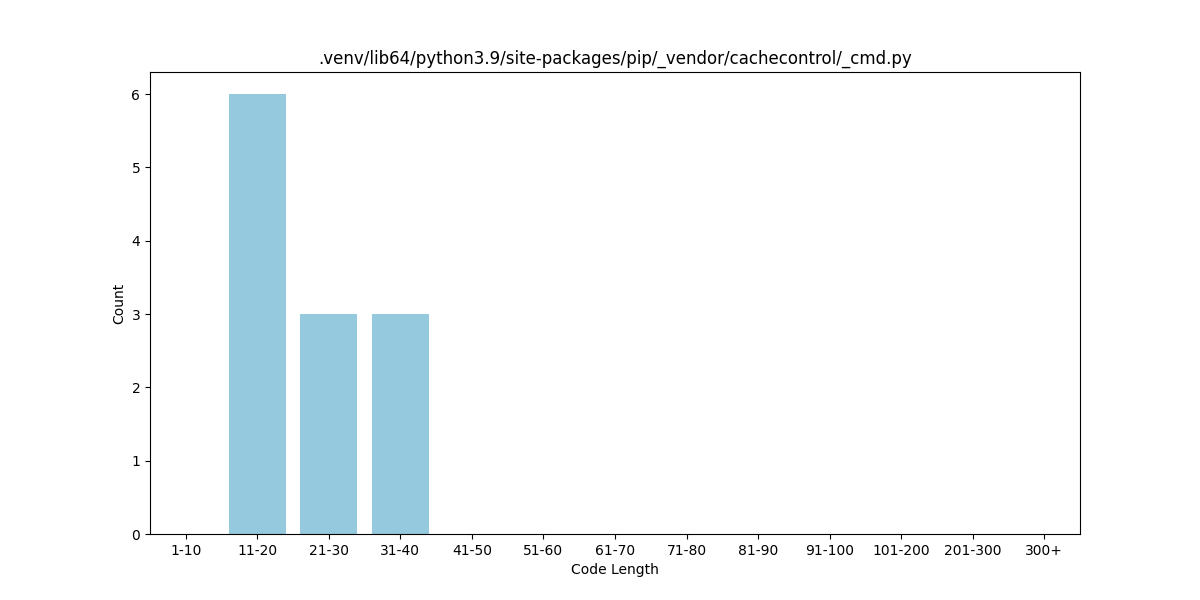 .venv/lib64/python3.9/site-packages/pip/_vendor/cachecontrol/_cmd.py
6
5
4
3
2
1
0
Count
1-10 11-20 21-30 31-40 41-50 51-60 61-70 71-80 81-90 91-100 101-200 201-300 300+
Code Length